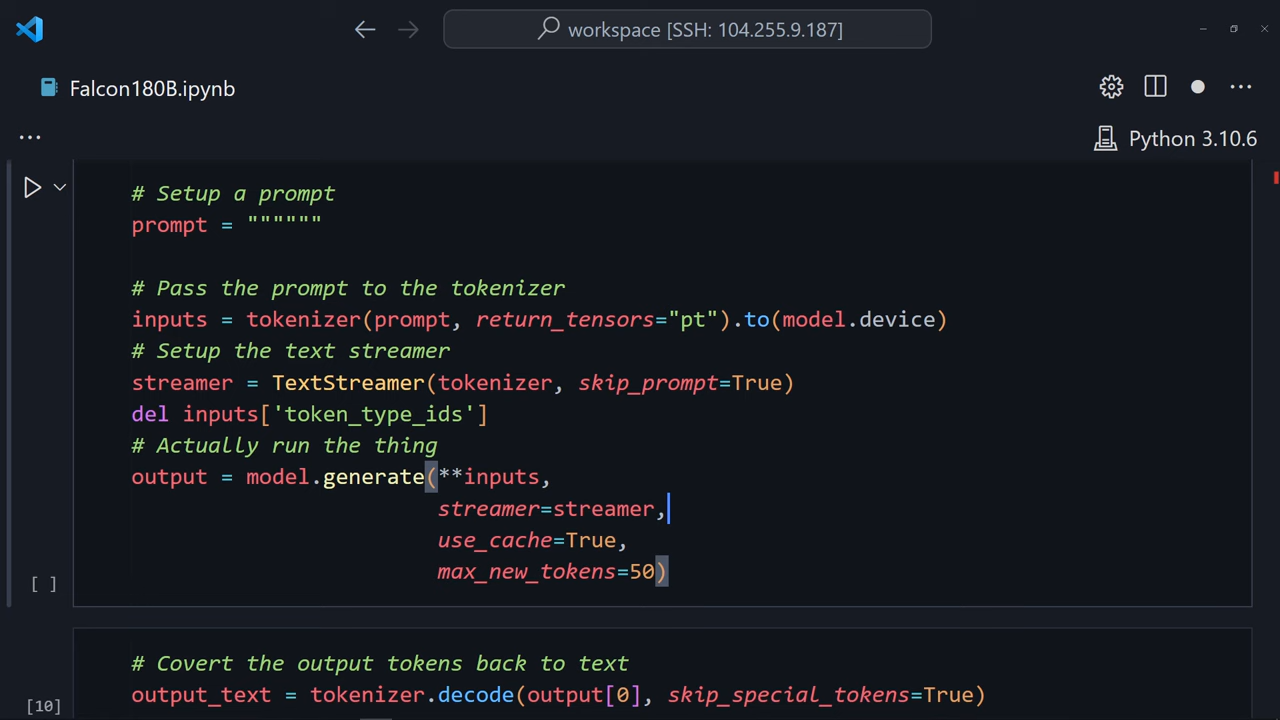 workspace [SSH: 104.255.9.187]
Falcon180B.ipynb
...
Python 3.10.6
# Setup a prompt
prompt = """"""
# Pass the prompt to the tokenizer
inputs = tokenizer(prompt, return_tensors="pt").to(model.device)
# Setup the text streamer
streamer = TextStreamer(tokenizer, skip_prompt=True)
del inputs['token_type_ids']
# Actually run the thing
output = model.generate(**inputs,
streamer=streamer,
use_cache=True,
max_new_tokens=50)
[ ]
# Covert the output tokens back to text
output_text = tokenizer.decode(output[0], skip_special_tokens=True)
[10]